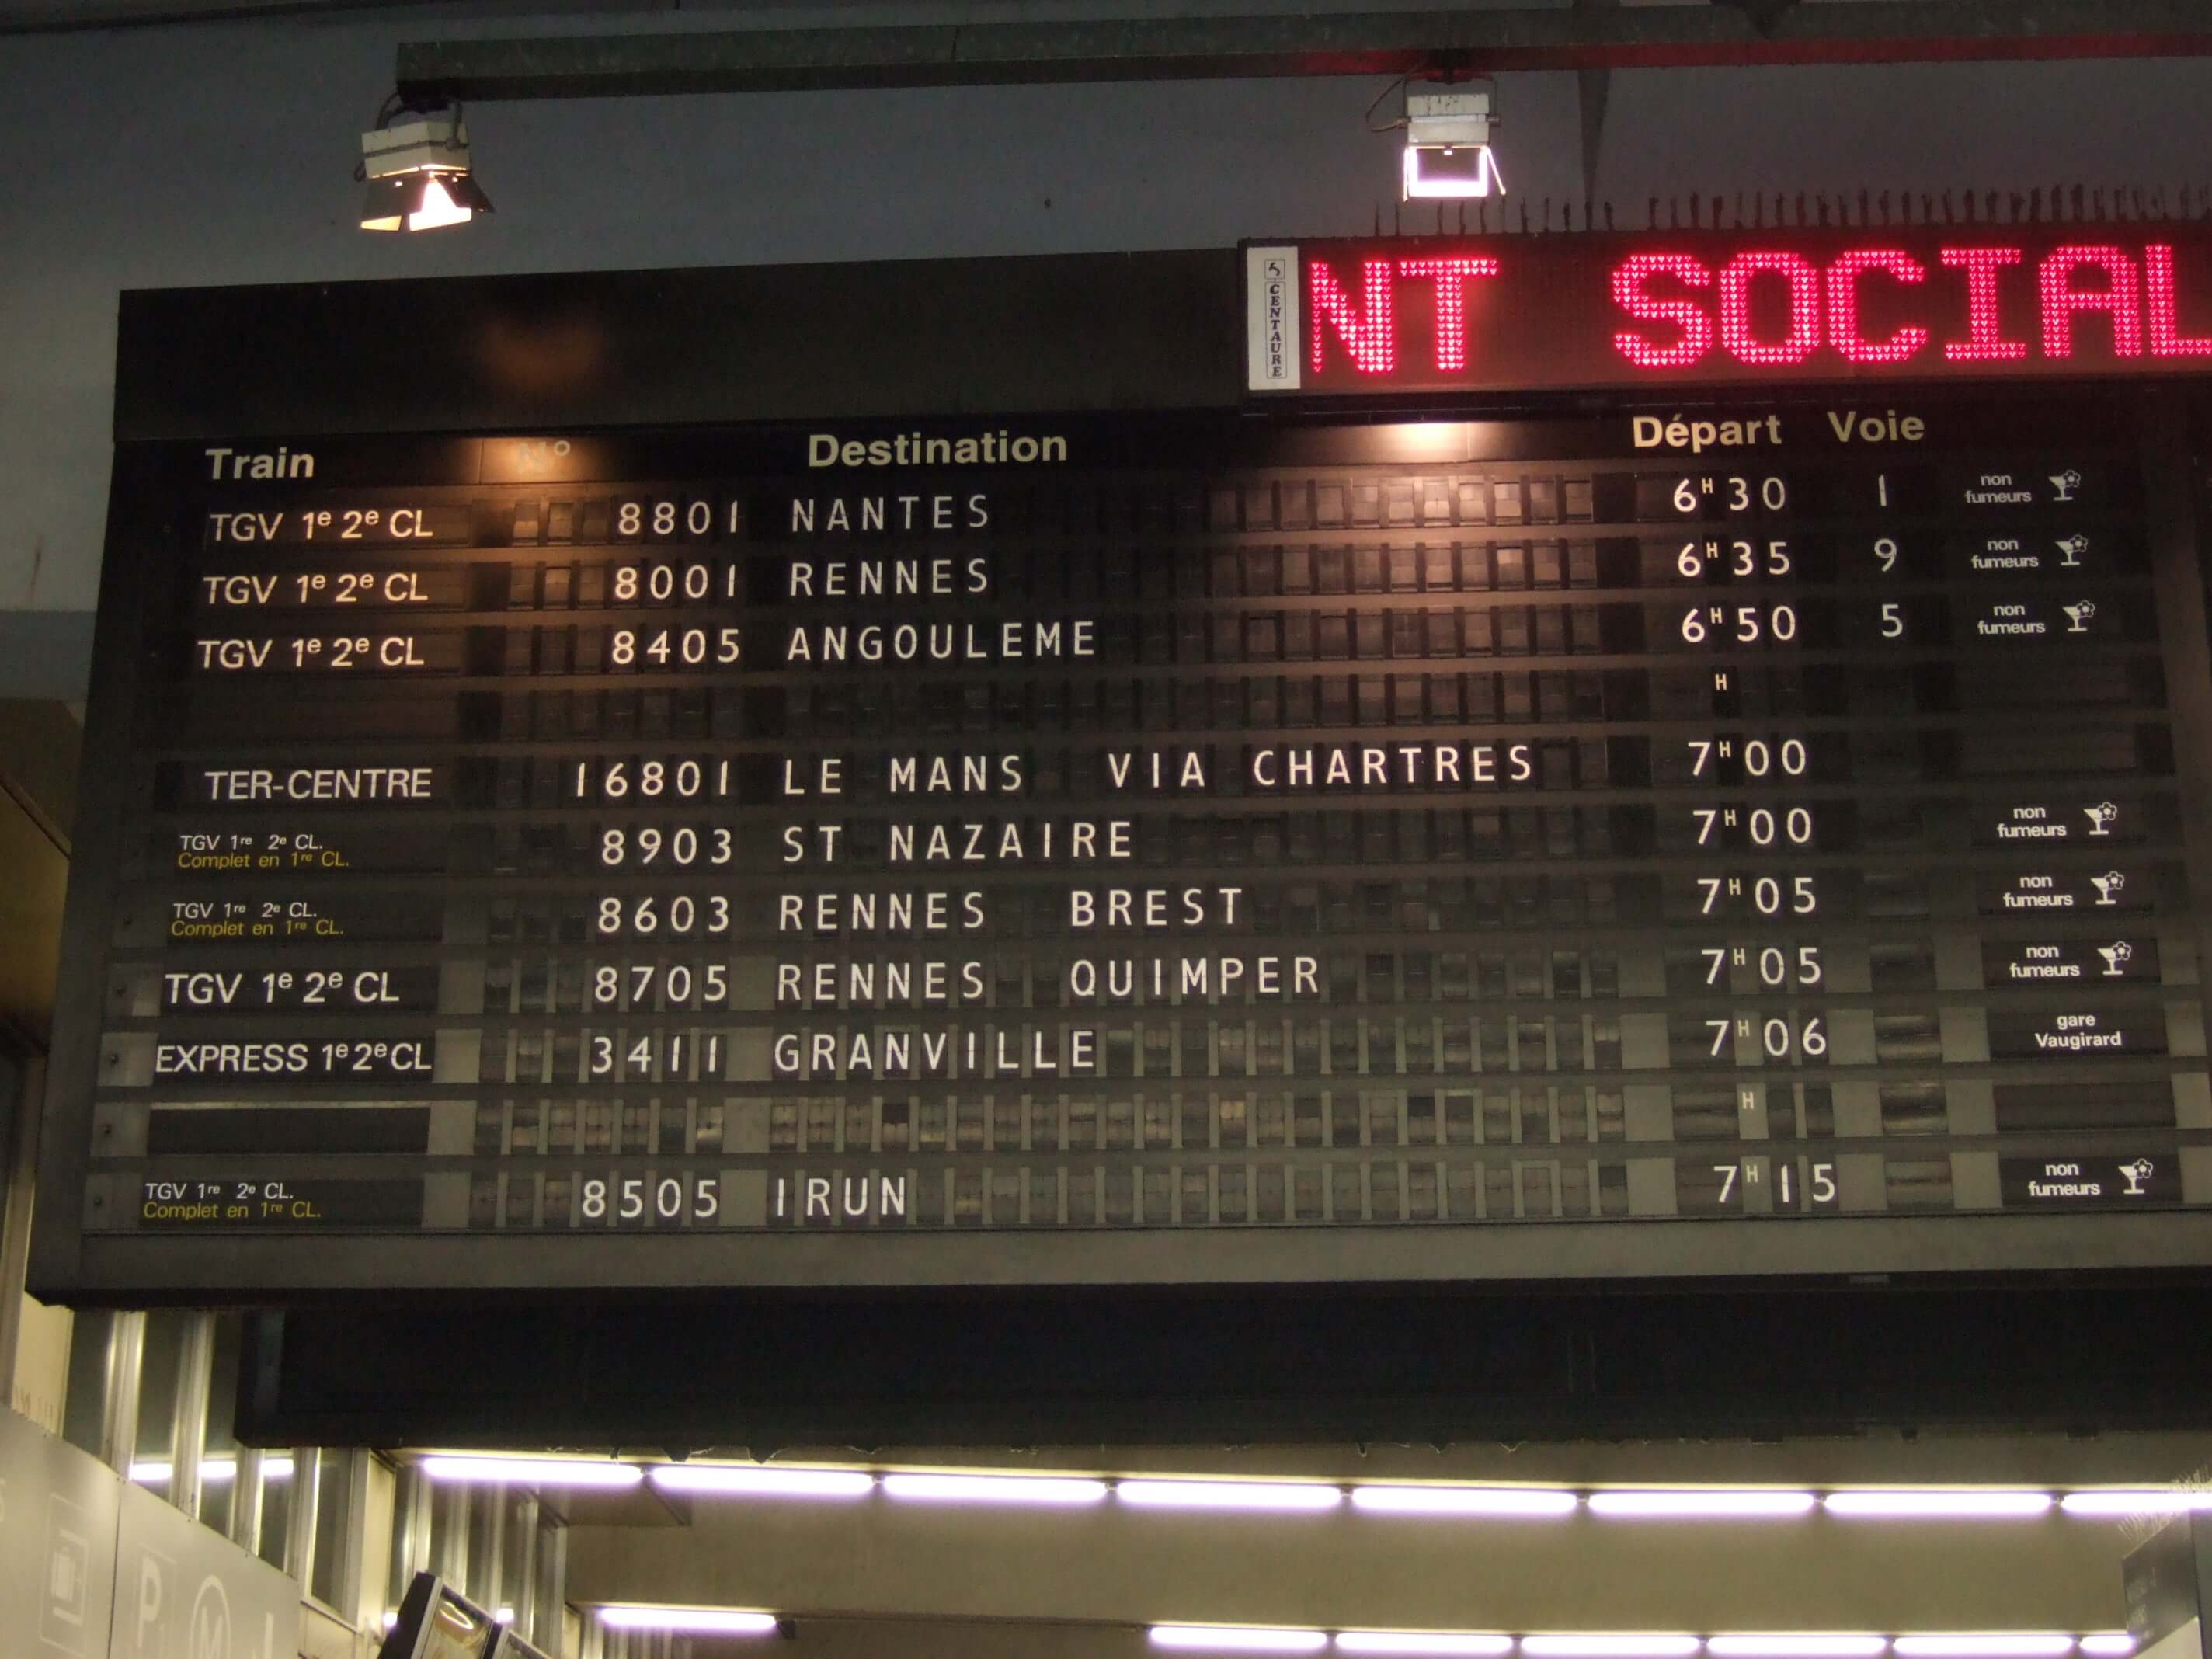 CENTAURE
NT SOCIAL
Train N° Destination Départ Voie
TGV 1e 2e CL 8801 NANTES 6H30 1 non fumeurs
TGV 1e 2e CL 8001 RENNES 6H35 9 non fumeurs
TGV 1e 2e CL 8405 ANGOULEME 6H50 5 non fumeurs
H
TER-CENTRE 16801 LE MANS VIA CHARTRES 7H00
TGV 1re 2e CL. Complet en 1re CL. 8903 ST NAZAIRE 7H00 non fumeurs
TGV 1re 2e CL. Complet en 1re CL. 8603 RENNES BREST 7H05 non fumeurs
TGV 1e 2e CL 8705 RENNES QUIMPER 7H05 non fumeurs
EXPRESS 1e 2e CL 3411 GRANVILLE 7H06 gare Vaugirard
H
TGV 1re 2e CL. Complet en 1re CL. 8505 IRUN 7H15 non fumeurs
P M